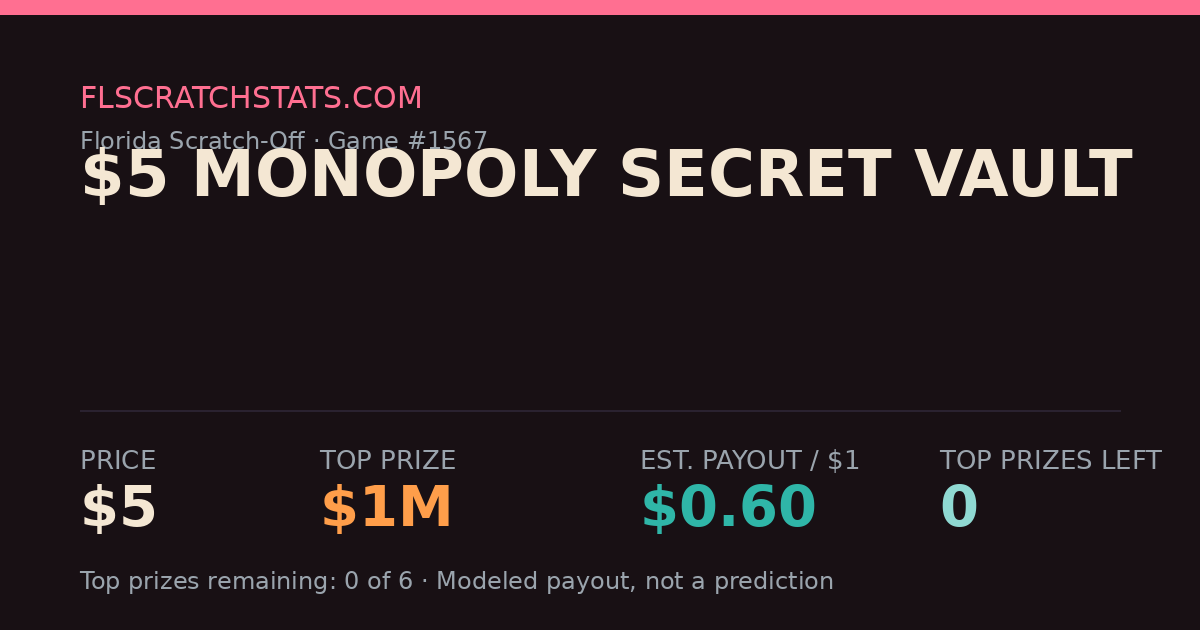 FLSCRATCHSTATS.COM
Florida Scratch-Off · Game #1567
$5 MONOPOLY SECRET VAULT
PRICE TOP PRIZE EST. PAYOUT / $1 TOP PRIZES LEFT
$5 $1M $0.60 0
Top prizes remaining: 0 of 6 · Modeled payout, not a prediction